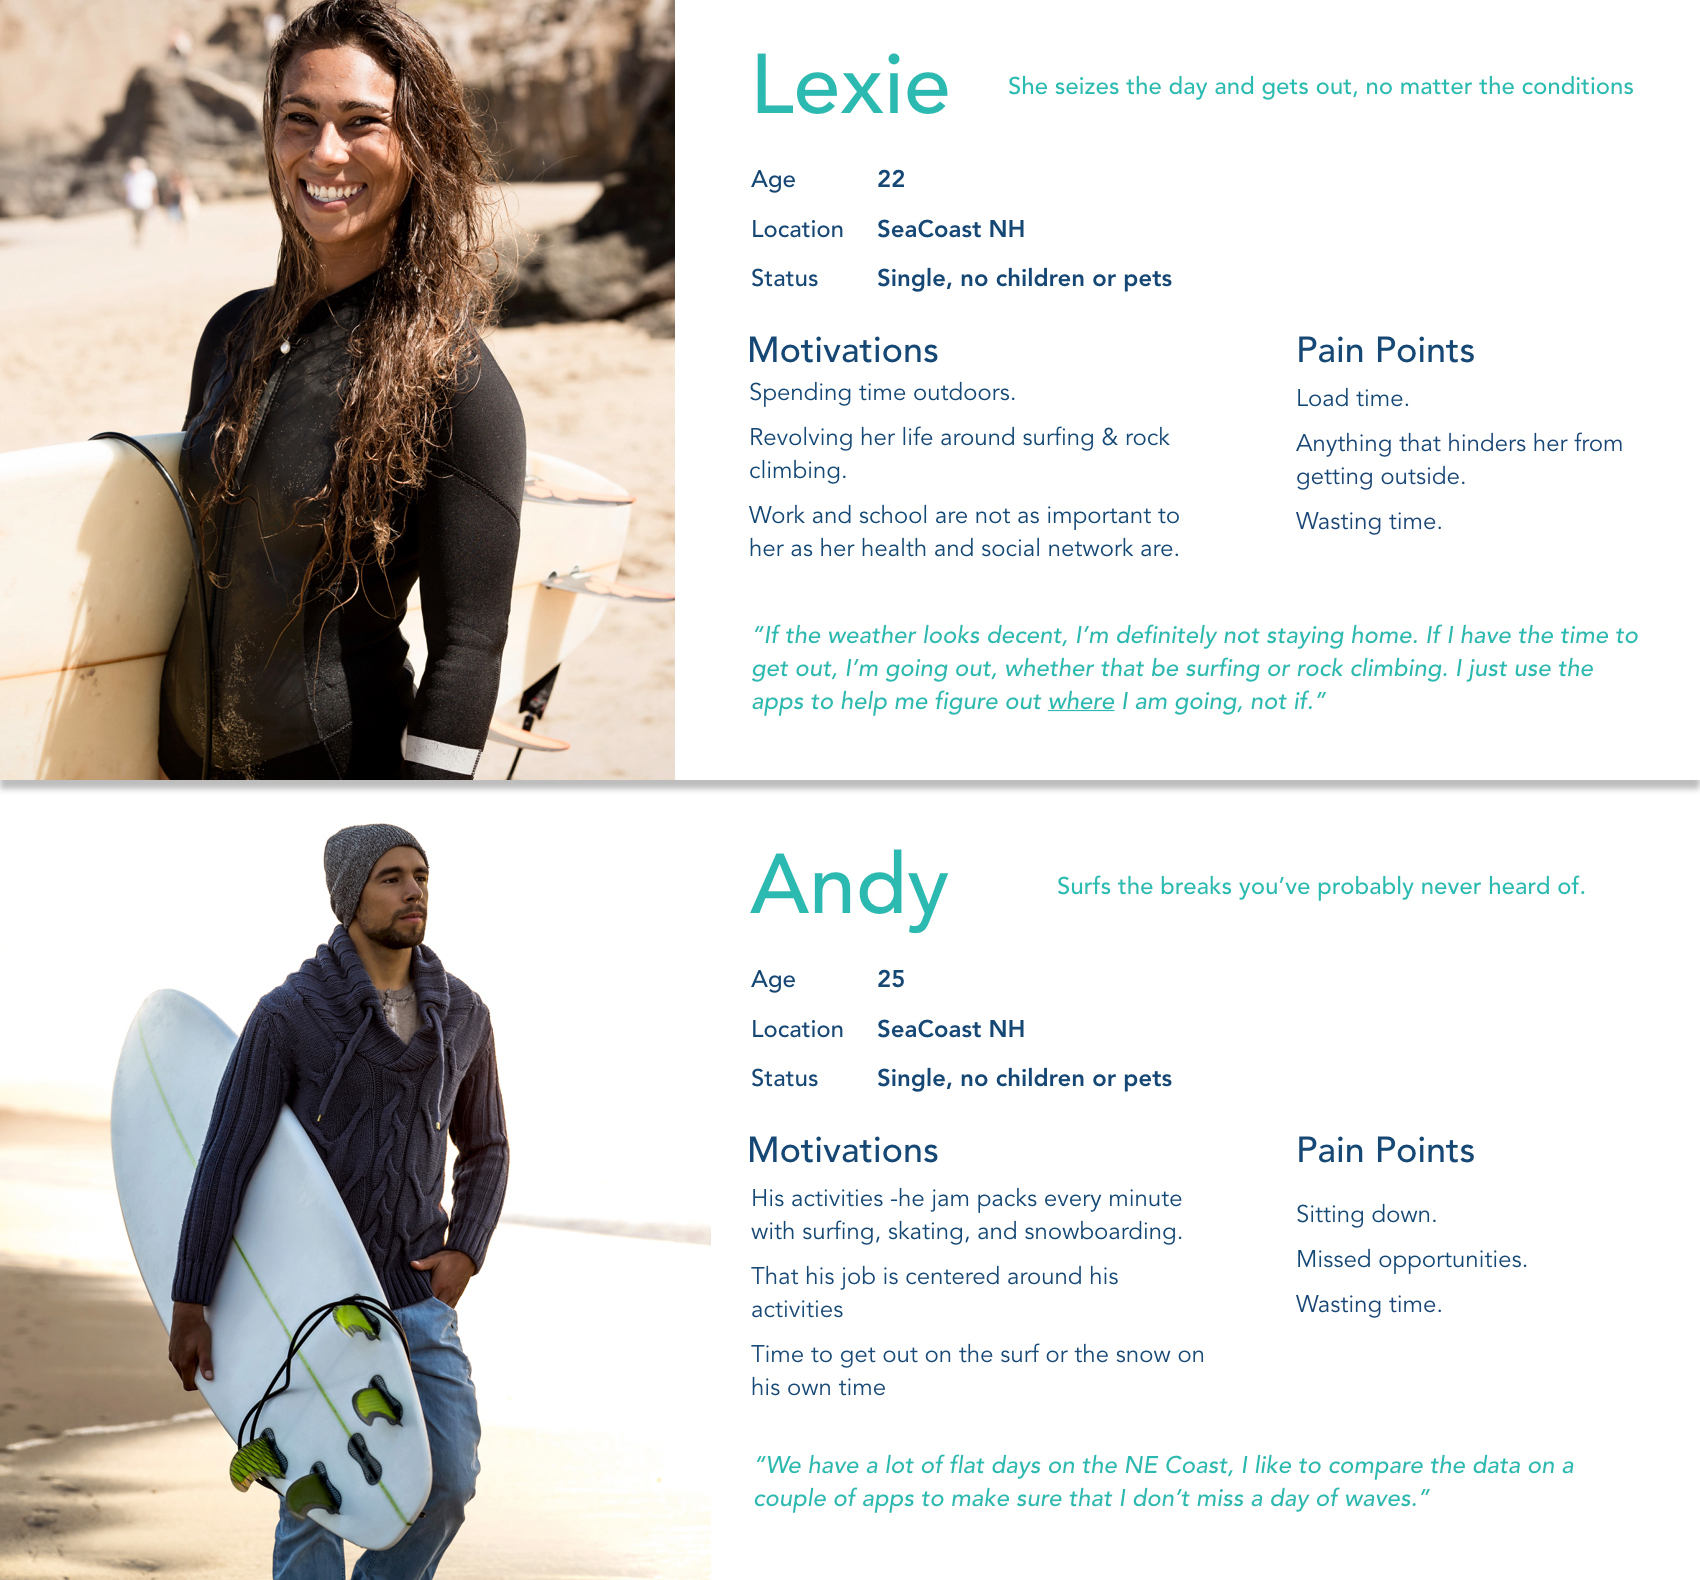 Lexie
She seizes the day and gets out, no matter the conditions
Age 22
Location SeaCoast NH
Status Single, no children or pets
Motivations
Spending time outdoors.
Revolving her life around surfing & rock
climbing.
Work and school are not as important to
her as her health and social network are.
Pain Points
Load time.
Anything that hinders her from
getting outside.
Wasting time.
“If the weather looks decent, I’m definitely not staying home. If I have the time to
get out, I’m going out, whether that be surfing or rock climbing. I just use the
apps to help me figure out where I am going, not if.”
Andy
Surfs the breaks you’ve probably never heard of.
Age 25
Location SeaCoast NH
Status Single, no children or pets
Motivations
His activities -he jam packs every minute
with surfing, skating, and snowboarding.
That his job is centered around his
activities
Time to get out on the surf or the snow on
his own time
Pain Points
Sitting down.
Missed opportunities.
Wasting time.
“We have a lot of flat days on the NE Coast, I like to compare the data on a
couple of apps to make sure that I don’t miss a day of waves.”